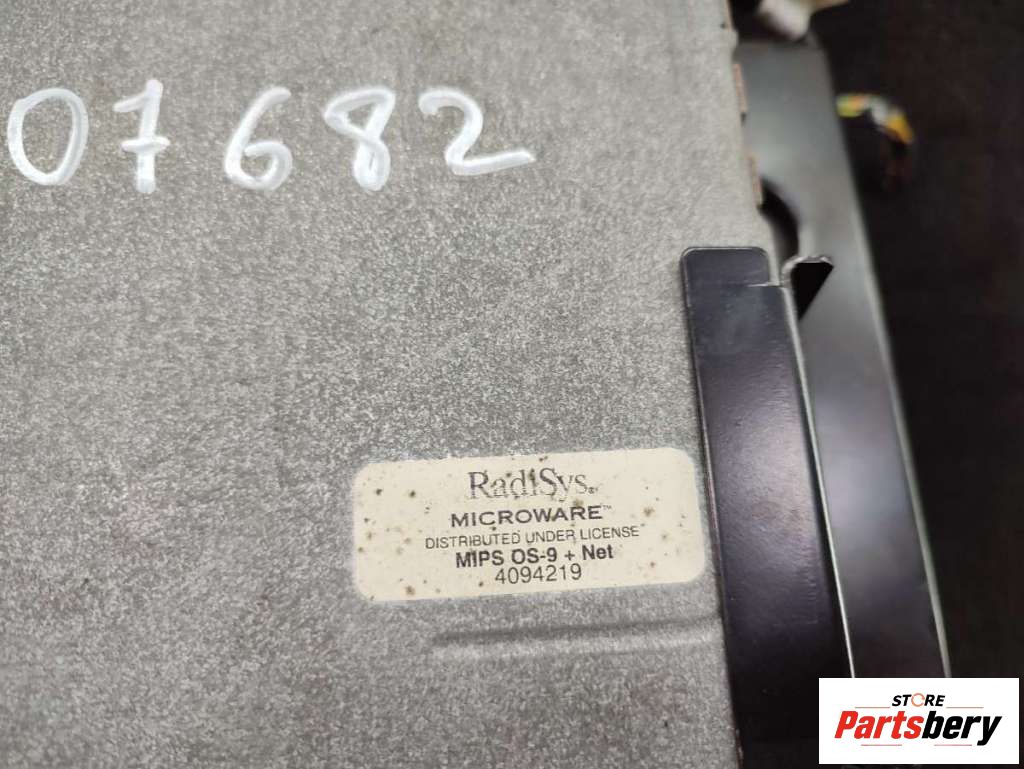 07682
RadiSys.
MICROWARE™
DISTRIBUTED UNDER LICENSE
MIPS OS-9 + Net
4094219
STORE
Partsbery